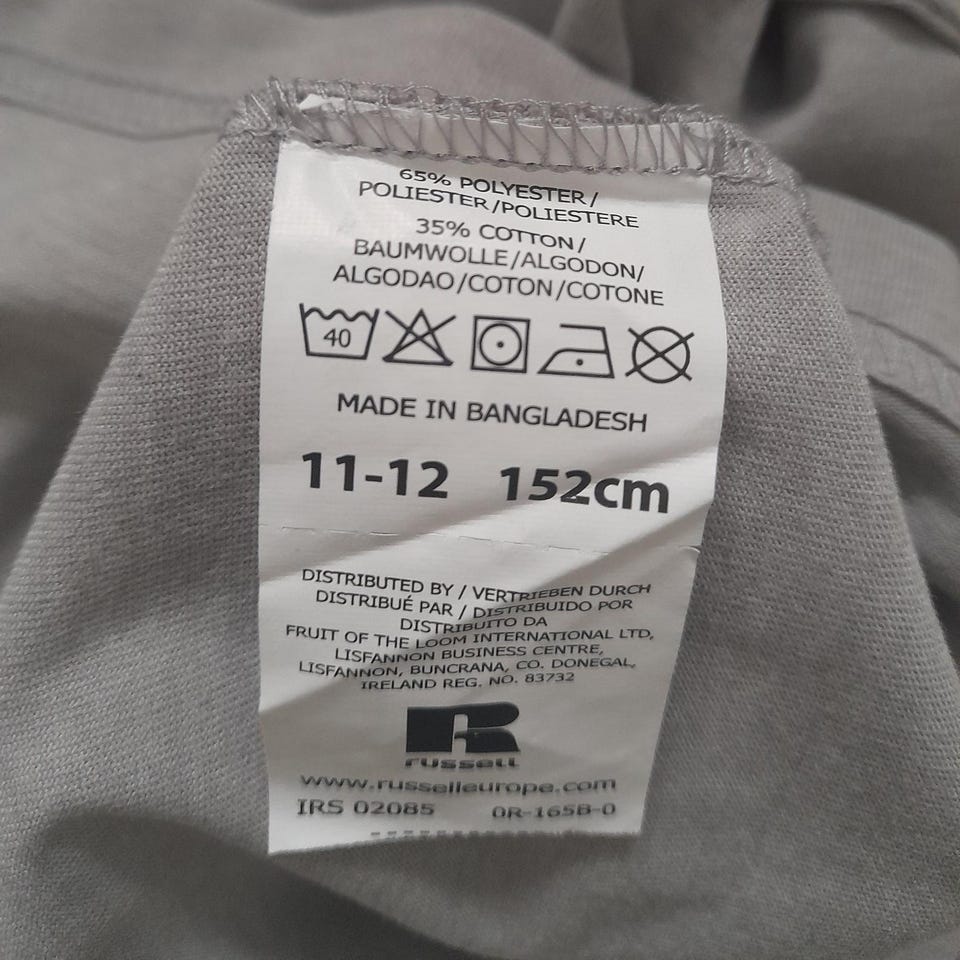 65% POLYESTER/
POLIESTER/POLIESTERE
35% COTTON/
BAUMWOLLE/ALGODON/
ALGODAO/COTON/COTONE
40
MADE IN BANGLADESH
11-12 152cm
DISTRIBUTED BY / VERTRIEBEN DURCH
DISTRIBUÉ PAR / DISTRIBUIDO POR
DISTRIBUITO DA
FRUIT OF THE LOOM INTERNATIONAL LTD,
LISFANNON BUSINESS CENTRE,
LISFANNON, BUNCRANA, CO. DONEGAL,
IRELAND REG. NO. 83732
R
russell
www.russelleurope.com
IRS 02085 0R-165B-0